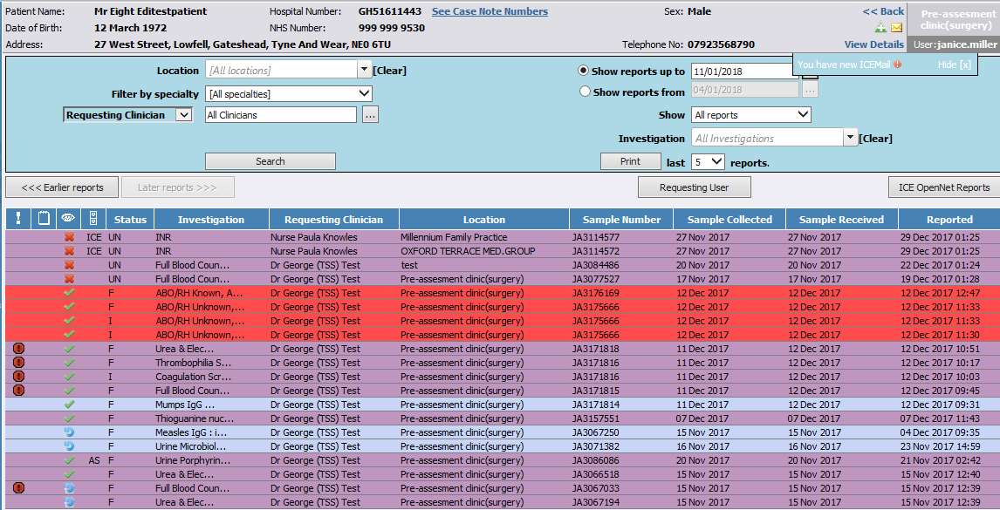 Patient Name: Mr Eight Editestpatient Hospital Number: GH51611443 See Case Note Numbers Sex: Male << Back
Pre-assesment clinic(surgery)
Date of Birth: 12 March 1972 NHS Number: 999 999 9530
Address: 27 West Street, Lowfell, Gateshead, Tyne And Wear, NE0 6TU Telephone No: 07923568790 View Details User:janice.miller
You have new ICEMail Hide [x]
Location [All locations] [Clear] Show reports up to 11/01/2018
Filter by specialty [All specialties] Show reports from 04/01/2018 ...
Requesting Clinician All Clinicians ... Show All reports
Investigation All Investigations [Clear]
Search Print last 5 reports.
<<< Earlier reports Later reports >>> Requesting User ICE OpenNet Reports
Status Investigation Requesting Clinician Location Sample Number Sample Collected Sample Received Reported
ICE UN INR Nurse Paula Knowles Millennium Family Practice JA3114577 27 Nov 2017 27 Nov 2017 29 Dec 2017 01:25
ICE UN INR Nurse Paula Knowles OXFORD TERRACE MED.GROUP JA3114572 27 Nov 2017 27 Nov 2017 29 Dec 2017 01:25
UN Full Blood Coun... Dr George (TSS) Test test JA3084486 20 Nov 2017 20 Nov 2017 22 Dec 2017 01:24
UN Full Blood Coun... Dr George (TSS) Test Pre-assesment clinic(surgery) JA3077527 17 Nov 2017 17 Nov 2017 19 Dec 2017 01:28
F ABO/RH Known, A... Dr George (TSS) Test Pre-assesment clinic(surgery) JA3176169 12 Dec 2017 12 Dec 2017 12 Dec 2017 12:47
F ABO/RH Unknown,... Dr George (TSS) Test Pre-assesment clinic(surgery) JA3175666 12 Dec 2017 12 Dec 2017 12 Dec 2017 11:33
I ABO/RH Unknown,... Dr George (TSS) Test Pre-assesment clinic(surgery) JA3175666 12 Dec 2017 12 Dec 2017 12 Dec 2017 11:33
I ABO/RH Unknown,... Dr George (TSS) Test Pre-assesment clinic(surgery) JA3175666 12 Dec 2017 12 Dec 2017 12 Dec 2017 11:30
F Urea & Elec... Dr George (TSS) Test Pre-assesment clinic(surgery) JA3171818 11 Dec 2017 12 Dec 2017 12 Dec 2017 10:51
F Thrombophilia S... Dr George (TSS) Test Pre-assesment clinic(surgery) JA3171816 11 Dec 2017 12 Dec 2017 12 Dec 2017 10:17
I Coagulation Scr... Dr George (TSS) Test Pre-assesment clinic(surgery) JA3171816 11 Dec 2017 12 Dec 2017 12 Dec 2017 10:03
F Full Blood Coun... Dr George (TSS) Test Pre-assesment clinic(surgery) JA3171815 11 Dec 2017 12 Dec 2017 12 Dec 2017 09:45
F Mumps IgG ... Dr George (TSS) Test Pre-assesment clinic(surgery) JA3171814 11 Dec 2017 12 Dec 2017 12 Dec 2017 09:31
F Thioguanine nuc... Dr George (TSS) Test Pre-assesment clinic(surgery) JA3157551 07 Dec 2017 07 Dec 2017 07 Dec 2017 11:43
F Measles IgG : i... Dr George (TSS) Test Pre-assesment clinic(surgery) JA3067250 15 Nov 2017 15 Nov 2017 04 Dec 2017 09:35
F Urine Microbiol... Dr George (TSS) Test Pre-assesment clinic(surgery) JA3071382 16 Nov 2017 16 Nov 2017 23 Nov 2017 14:59
AS F Urine Porphyrin... Dr George (TSS) Test Pre-assesment clinic(surgery) JA3086086 20 Nov 2017 20 Nov 2017 21 Nov 2017 02:42
F Urea & Elec... Dr George (TSS) Test Pre-assesment clinic(surgery) JA3066518 15 Nov 2017 15 Nov 2017 15 Nov 2017 12:40
F Full Blood Coun... Dr George (TSS) Test Pre-assesment clinic(surgery) JA3067033 15 Nov 2017 15 Nov 2017 15 Nov 2017 12:39
F Urea & Elec... Dr George (TSS) Test Pre-assesment clinic(surgery) JA3067194 15 Nov 2017 15 Nov 2017 15 Nov 2017 12:39